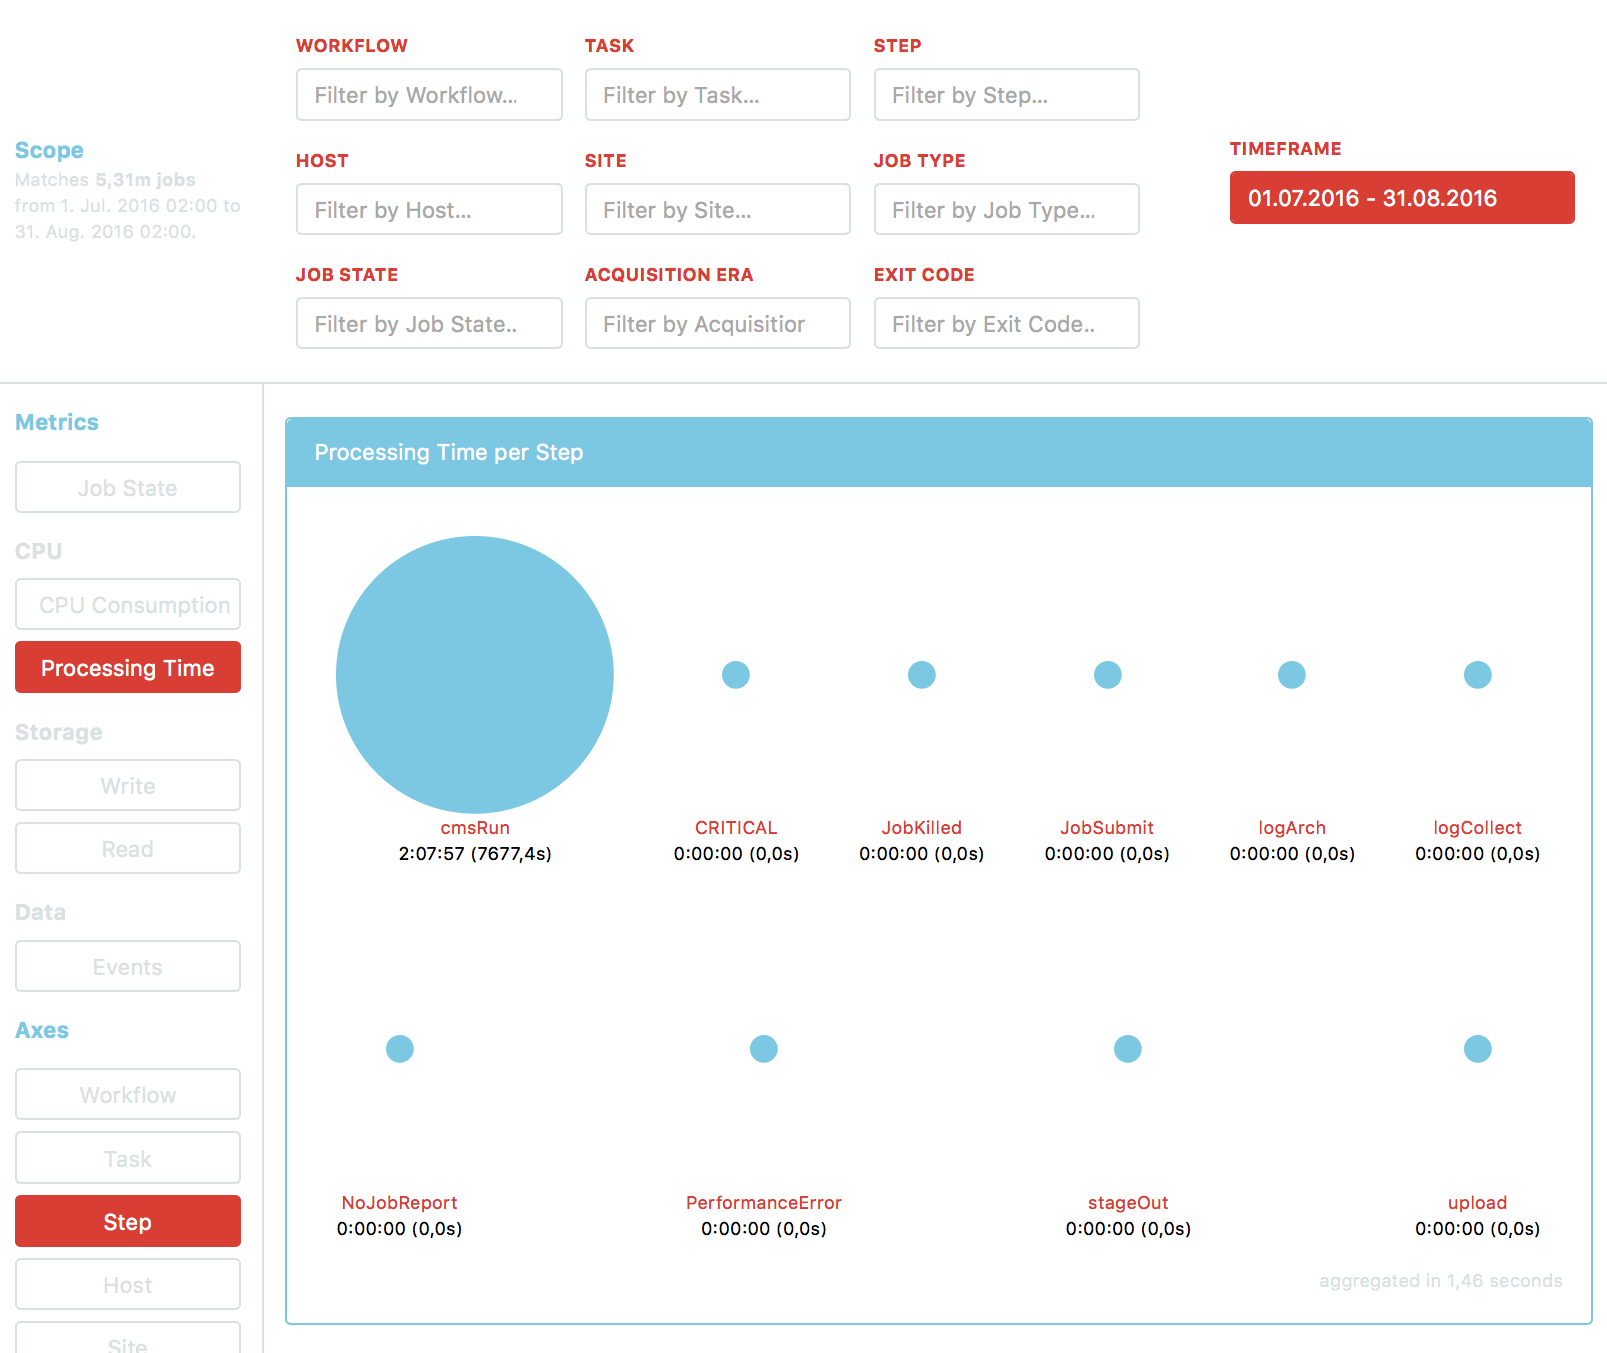 Scope
Matches 5,31m jobs
from 1. Jul. 2016 02:00 to
31. Aug. 2016 02:00.
WORKFLOW
Filter by Workflow...
TASK
Filter by Task...
STEP
Filter by Step...
HOST
Filter by Host...
SITE
Filter by Site...
JOB TYPE
Filter by Job Type...
JOB STATE
Filter by Job State..
ACQUISITION ERA
Filter by Acquisitior
EXIT CODE
Filter by Exit Code..
TIMEFRAME
01.07.2016 - 31.08.2016
Metrics
Job State
CPU
CPU Consumption
Processing Time
Storage
Write
Read
Data
Events
Axes
Workflow
Task
Step
Host
Site
Processing Time per Step
cmsRun
2:07:57 (7677,4s)
CRITICAL
0:00:00 (0,0s)
JobKilled
0:00:00 (0,0s)
JobSubmit
0:00:00 (0,0s)
logArch
0:00:00 (0,0s)
logCollect
0:00:00 (0,0s)
NoJobReport
0:00:00 (0,0s)
PerformanceError
0:00:00 (0,0s)
stageOut
0:00:00 (0,0s)
upload
0:00:00 (0,0s)
aggregated in 1,46 seconds